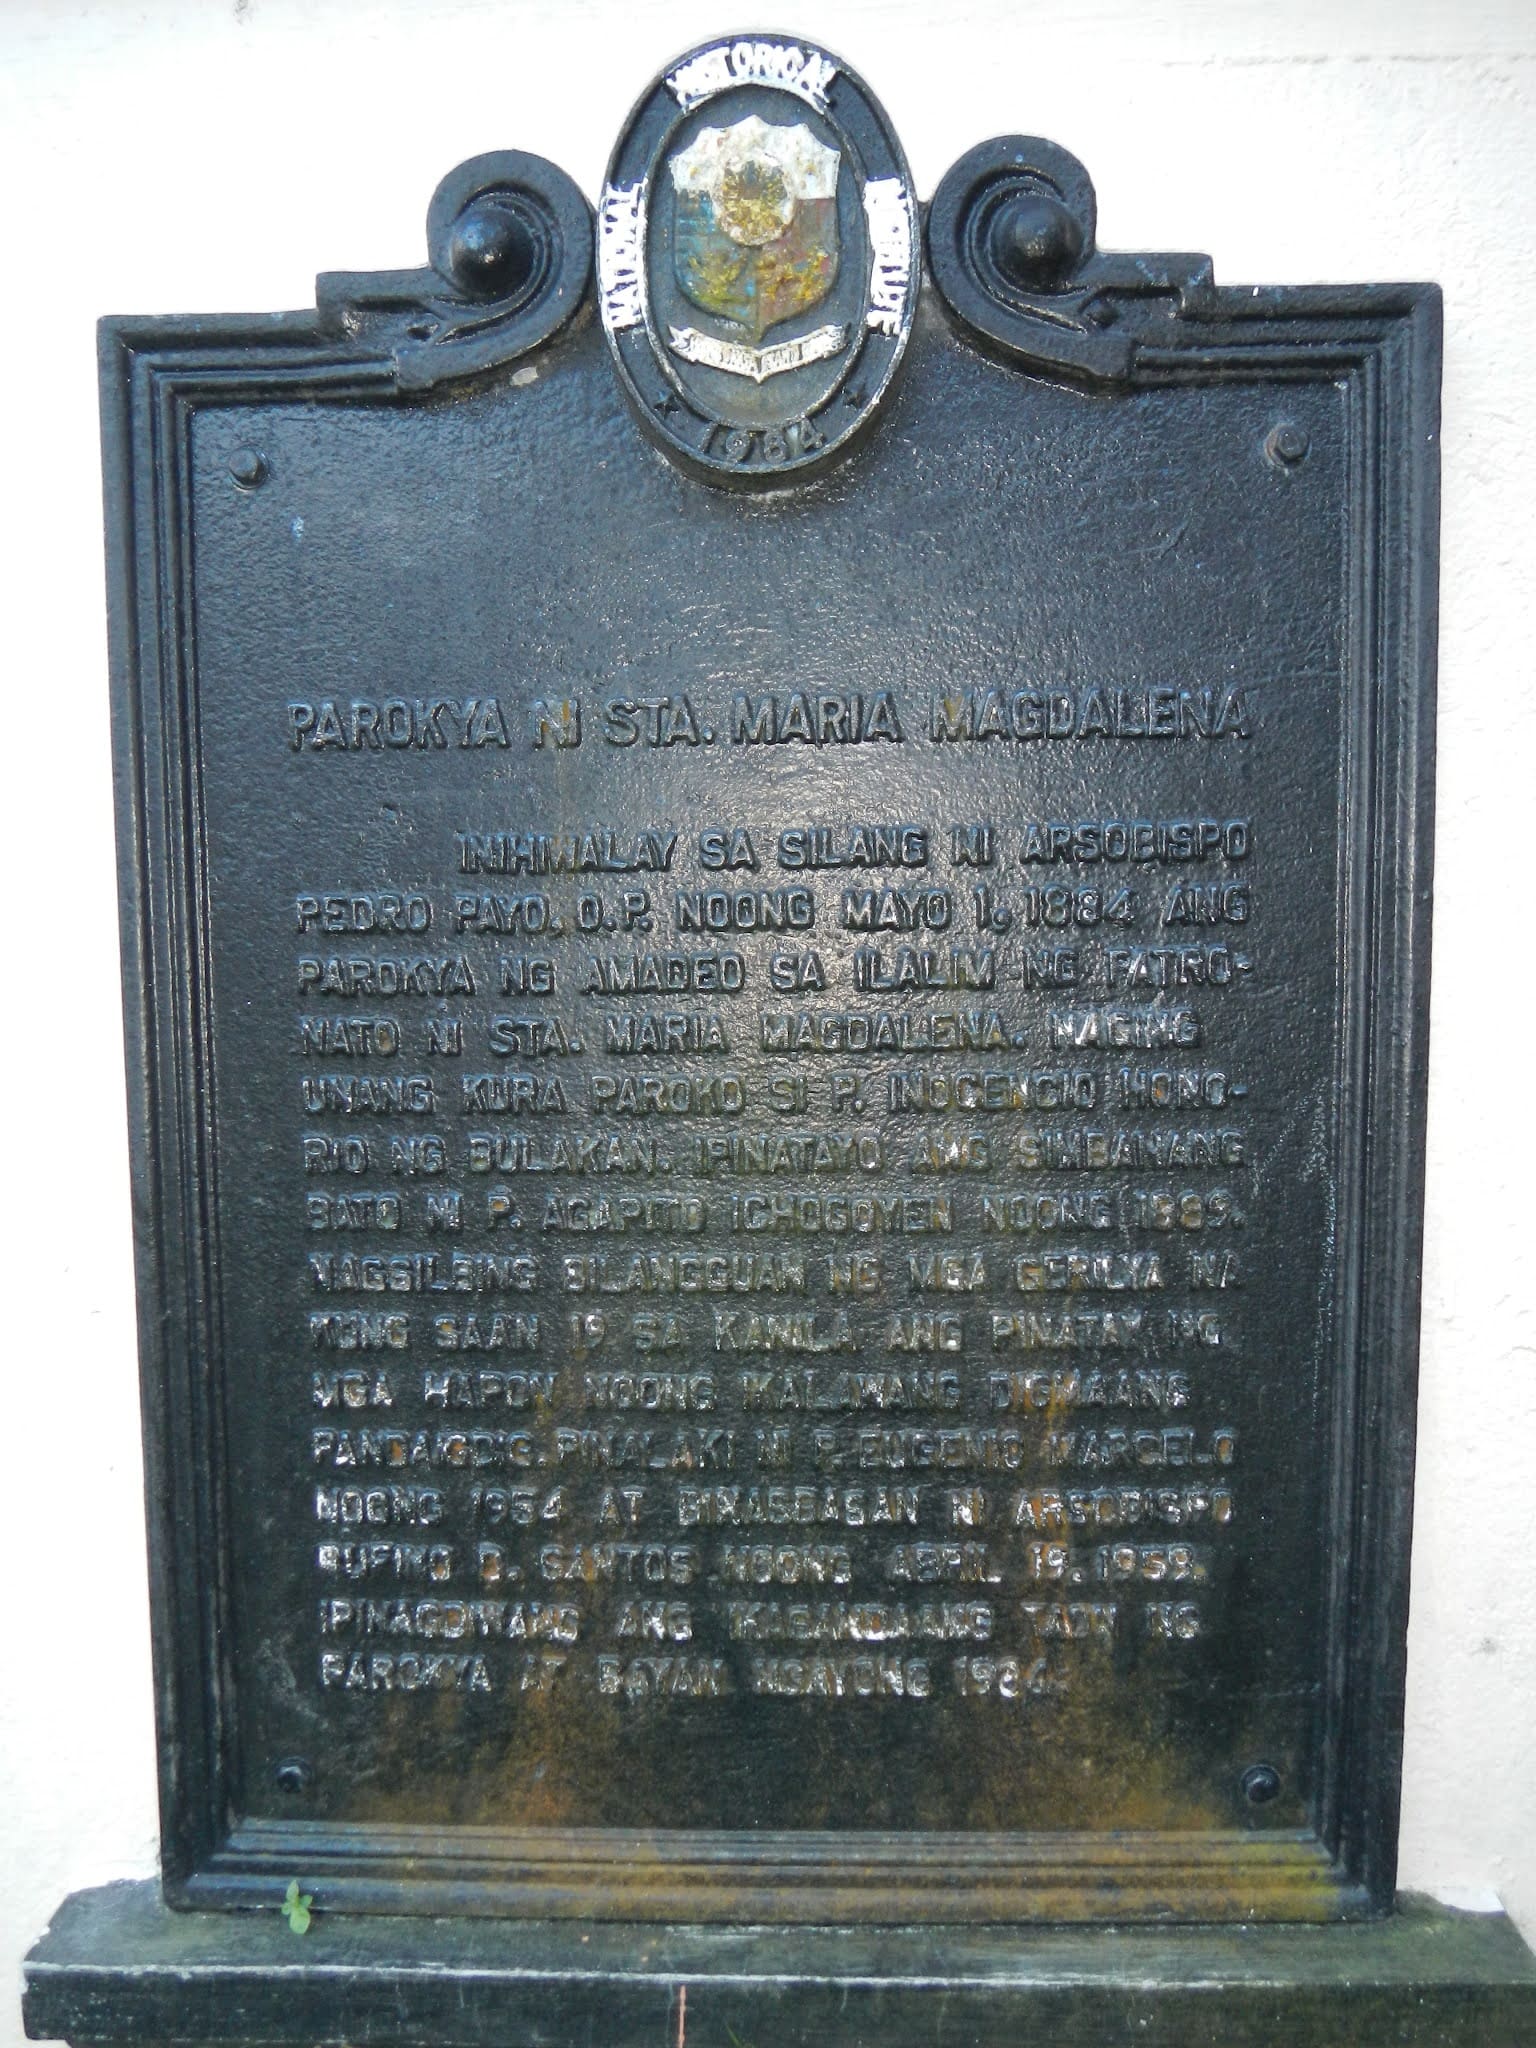 NATIONAL HISTORICAL INSTITUTE
1984
PAROKYA NI STA. MARIA MAGDALENA
INIHIWALAY SA SILANG NI ARSOBISPO
PEDRO PAYO, O.P. NOONG MAYO 1, 1884 ANG
PAROKYA NG AMADEO SA ILALIM NG PATRO-
NATO NI STA. MARIA MAGDALENA. NAGING
UNANG KURA PAROKO SI P. INOCENCIO HONO-
RIO NG BULAKAN. IPINATAYO ANG SIMBAHANG
BATO NI P. AGAPITO ICHOGOYEN NOONG 1889.
NAGSILBING BILANGGUAN NG MGA GERILYA NA
KUNG SAAN 19 SA KANILA ANG PINATAY NG
MGA HAPON NOONG IKALAWANG DIGMAANG
PANDAIGDIG. PINALAKI NI P. EUGENIO MARCELO
NOONG 1954 AT BINASBASAN NI ARSOBISPO
RUFINO D. SANTOS NOONG ABRIL 19, 1959.
IPINAGDIWANG ANG IKASANDAANG TAON NG
PAROKYA AT BAYAN NGAYONG 1984.